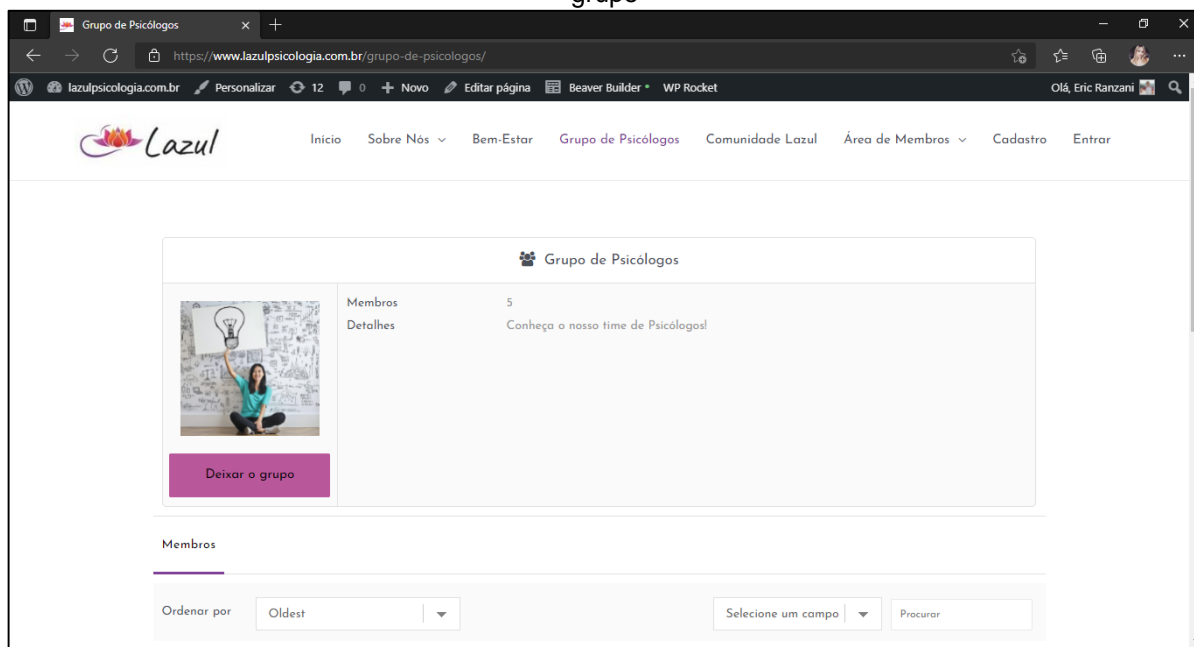 grupo
Grupo de Psicólogos
https://www.lazulpsicologia.com.br/grupo-de-psicologos/
lazulpsicologia.com.br Personalizar 12 0 Novo Editar página Beaver Builder WP Rocket Olá, Eric Ranzani
Lazul Início Sobre Nós Bem-Estar Grupo de Psicólogos Comunidade Lazul Área de Membros Cadastro Entrar
Grupo de Psicólogos
Membros 5
Detalhes Conheça o nosso time de Psicólogos!
Deixar o grupo
Membros
Ordenar por Oldest Selecione um campo Procurar